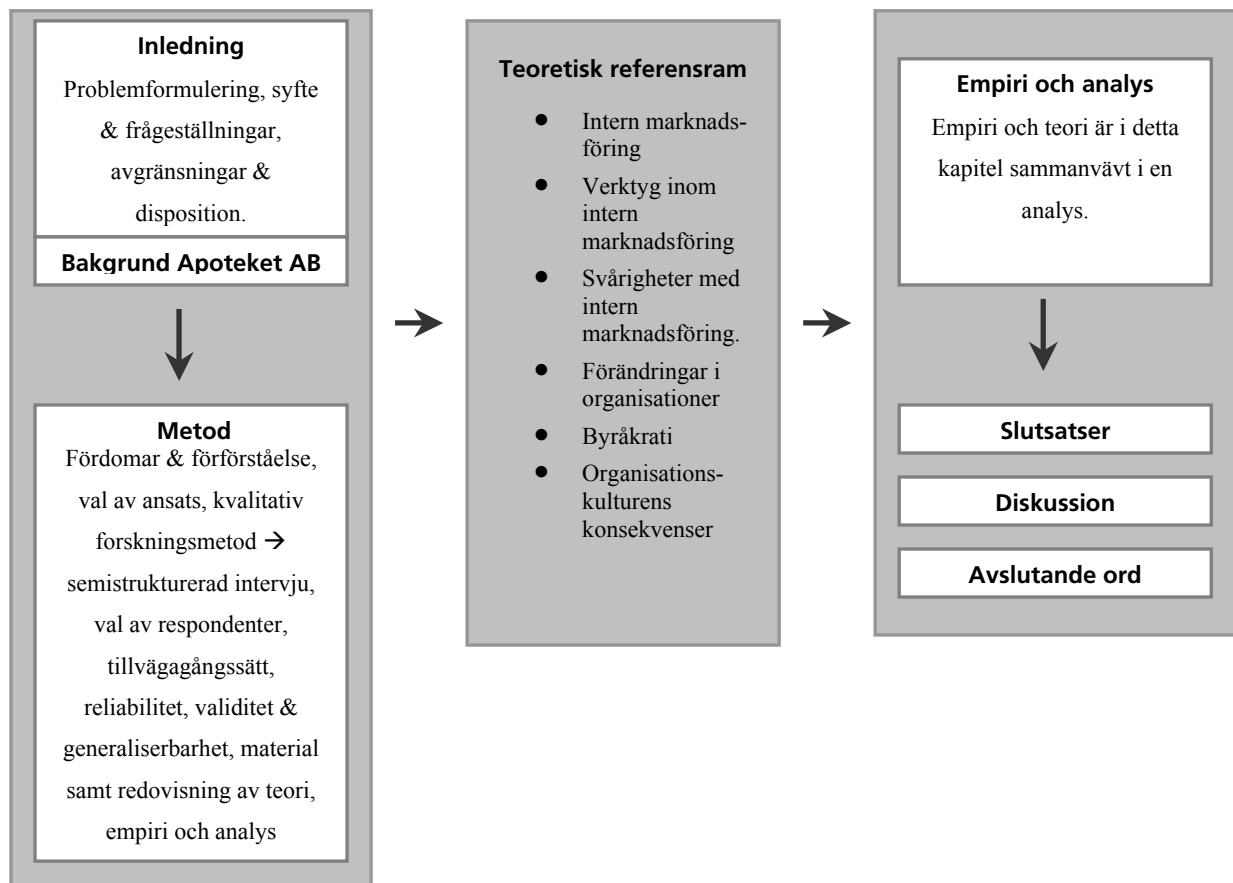 Inledning
Problemformulering, syfte
& frågeställningar,
avgränsningar &
disposition.
Bakgrund Apoteket AB
Metod
Fördomar & förförståelse,
val av ansats, kvalitativ
forskningsmetod →
semistrukturerad intervju,
val av respondenter,
tillvägagångssätt,
reliabilitet, validitet &
generaliserbarhet, material
samt redovisning av teori,
empiri och analys
Teoretisk referensram
● Intern marknads-
föring
● Verktyg inom
intern
marknadsföring
● Svårigheter med
intern
marknadsföring.
● Förändringar i
organisationer
● Byråkrati
● Organisations-
kulturens
konsekvenser
Empiri och analys
Empiri och teori är i detta
kapitel sammanvävt i en
analys.
Slutsatser
Diskussion
Avslutande ord